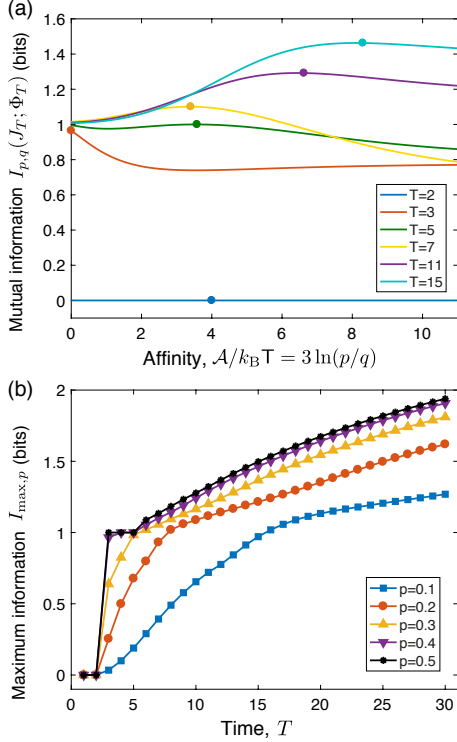 (a)
1.6
1.4
1.2
1
0.8
0.6
0.4
0.2
0
Mutual information I_{p,q}(J_T; Φ_T) (bits)
T=2
T=3
T=5
T=7
T=11
T=15
0 2 4 6 8 10
Affinity, 𝒜/k_B T = 3 ln(p/q)
(b)
2
1.5
1
0.5
0
Maximum information I_{max,p} (bits)
p=0.1
p=0.2
p=0.3
p=0.4
p=0.5
0 5 10 15 20 25 30
Time, T